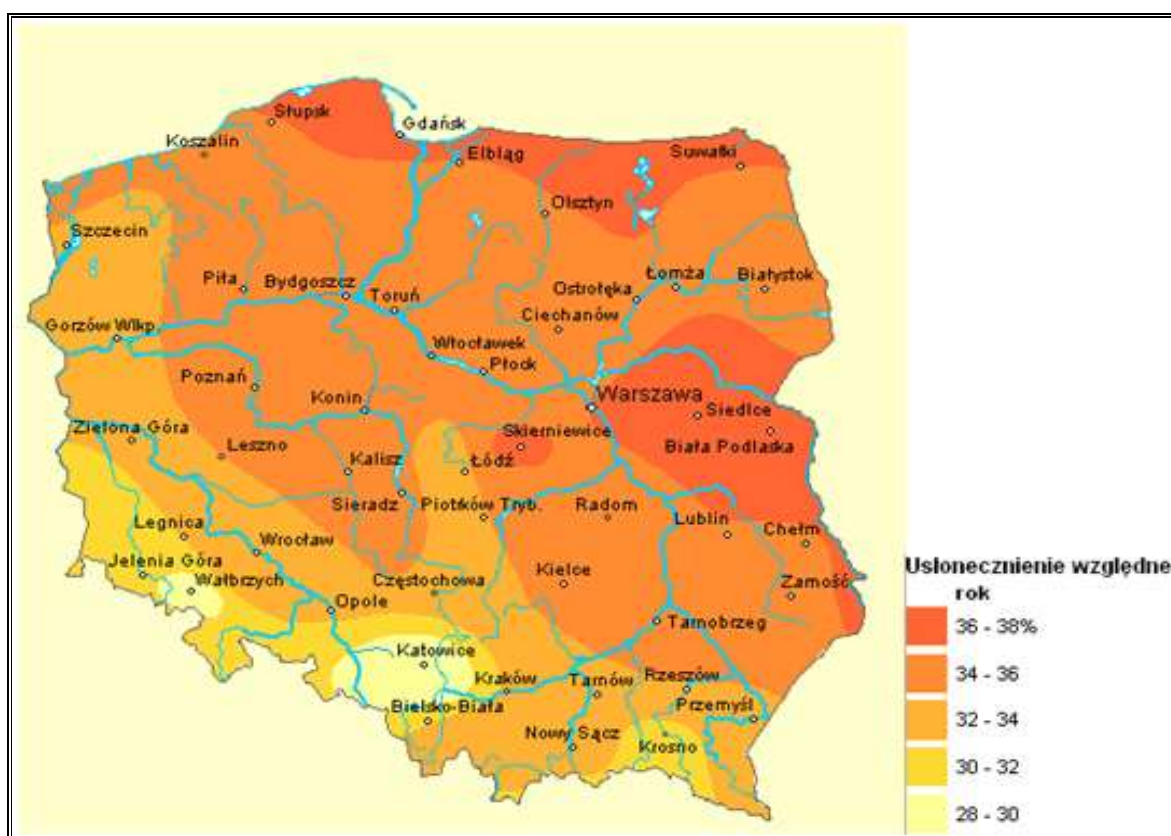 Słupsk
Gdańsk
Koszalin
Elbląg
Suwałki
Olsztyn
Szczecin
Piła
Bydgoszcz
Toruń
Łomża
Białystok
Ostrołęka
Ciechanów
Gorzów Wlkp.
Włocławek
Płock
Poznań
Konin
Warszawa
Siedlce
Zielona Góra
Leszno
Skierniewice
Biała Podlaska
Kalisz
Łódź
Sieradz
Piotrków Tryb.
Radom
Lublin
Chełm
Legnica
Wrocław
Jelenia Góra
Wałbrzych
Częstochowa
Kielce
Zamość
Opole
Tarnobrzeg
Katowice
Kraków
Tarnów
Rzeszów
Bielsko-Biała
Przemyśl
Nowy Sącz
Krosno
Usłonecznienie względne
rok
36 - 38%
34 - 36
32 - 34
30 - 32
28 - 30